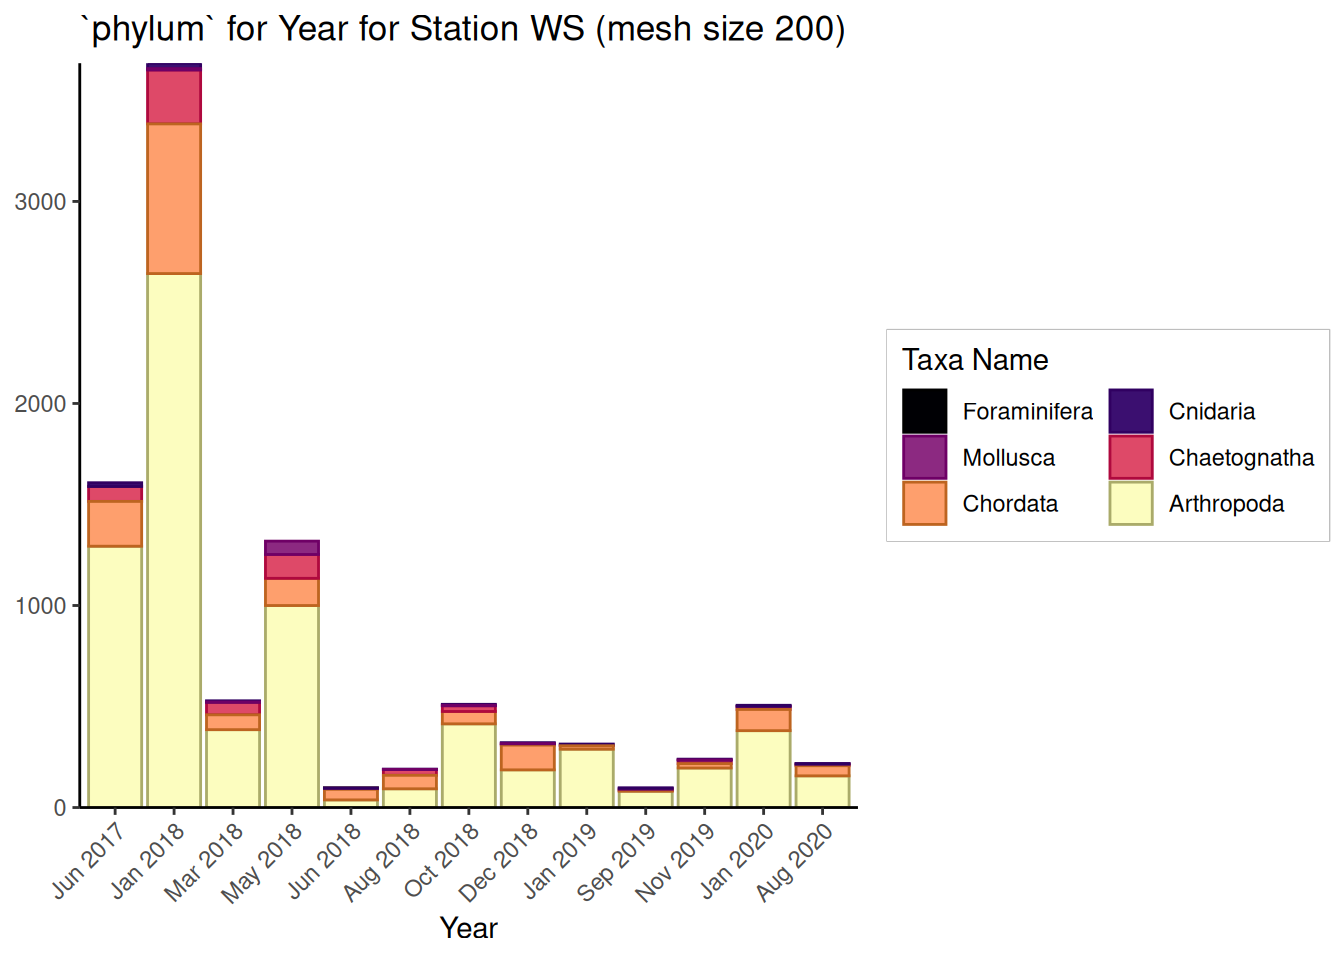 `phylum` for Year for Station WS (mesh size 200)
3000
2000
1000
0
Jun 2017
Jan 2018
Mar 2018
May 2018
Jun 2018
Aug 2018
Oct 2018
Dec 2018
Jan 2019
Sep 2019
Nov 2019
Jan 2020
Aug 2020
Year
Taxa Name
Foraminifera
Cnidaria
Mollusca
Chaetognatha
Chordata
Arthropoda